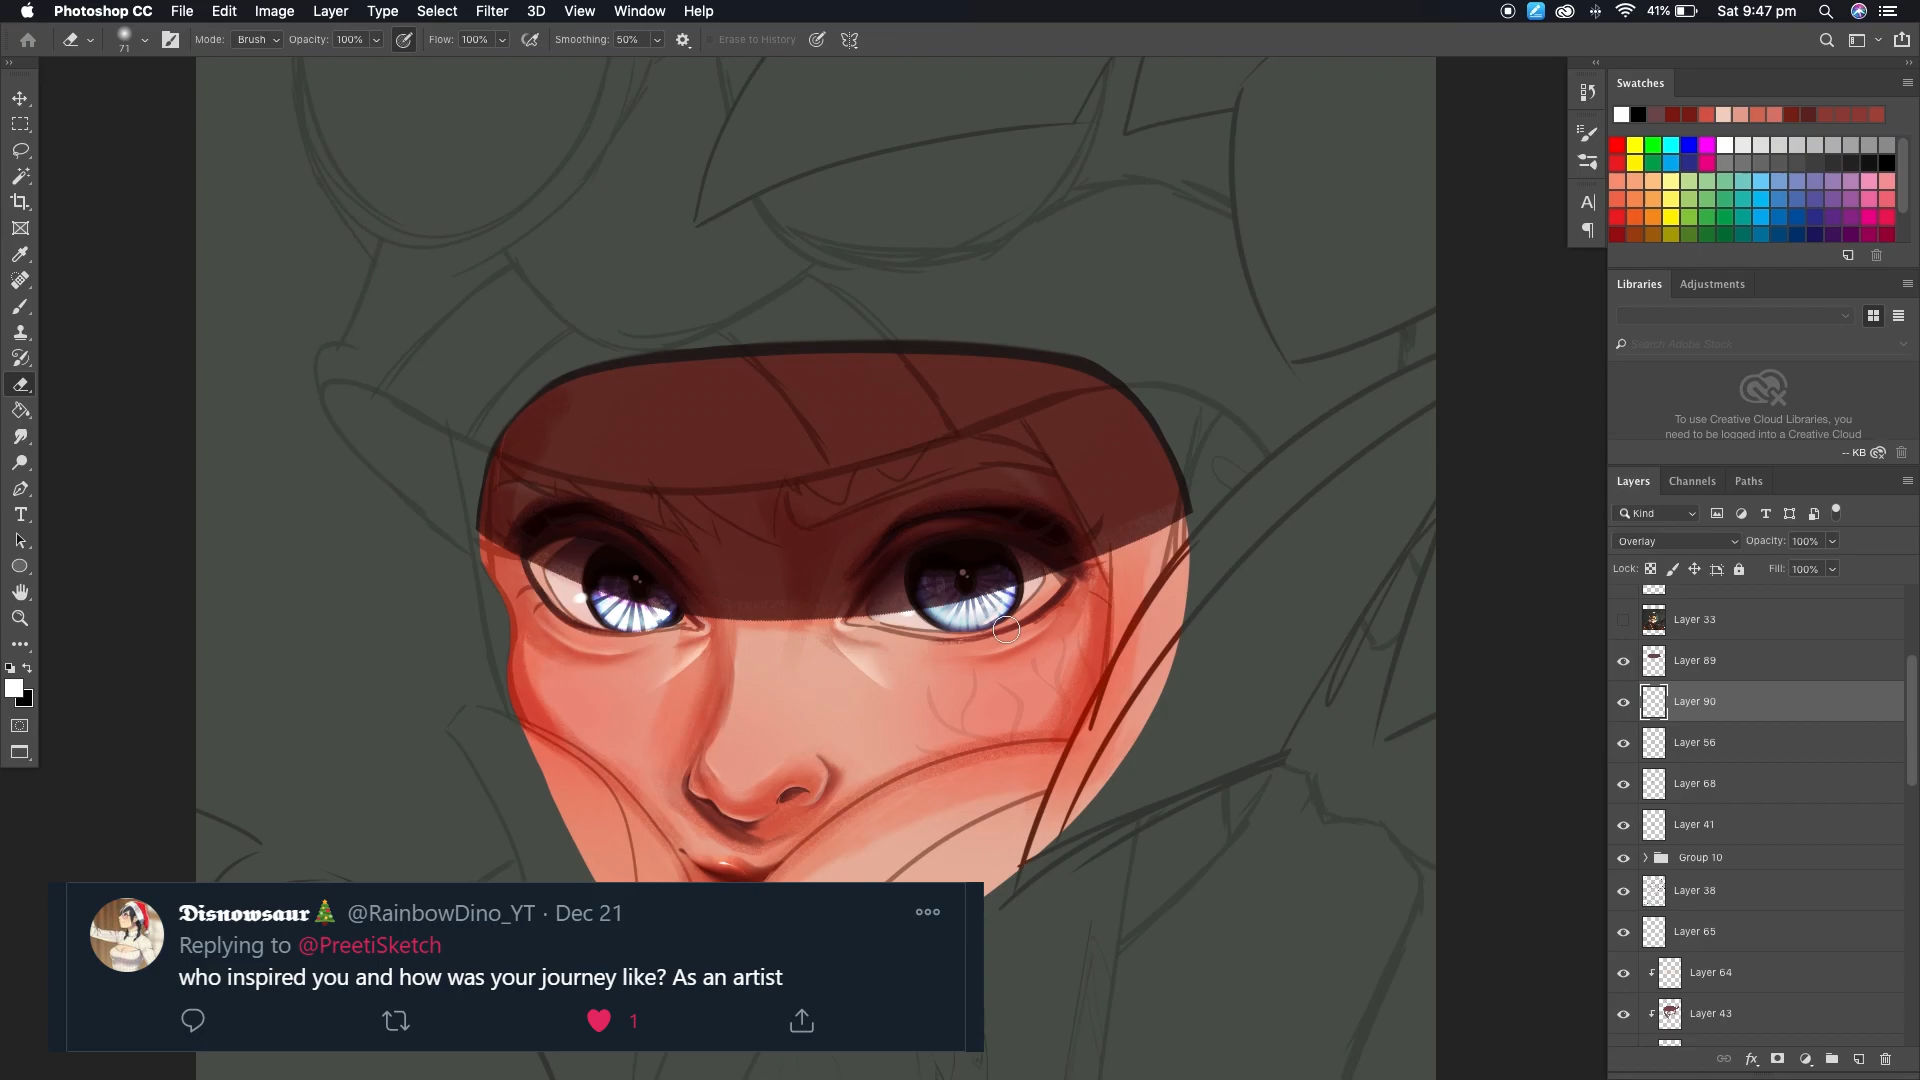 Photoshop CC File Edit Image Layer Type Select Filter 3D View Window Help 41% Sat 9:47 pm
71 Mode: Brush Opacity: 100% Flow: 100% Smoothing: 50% Erase to History
Swatches
Libraries Adjustments
Search Adobe Stock
To use Creative Cloud Libraries, you
need to be logged into a Creative Cloud
-- KB
Layers Channels Paths
Kind
Overlay Opacity: 100%
Lock: Fill: 100%
Layer 33
Layer 89
Layer 90
Layer 56
Layer 68
Layer 41
Group 10
Layer 38
Layer 65
Layer 64
Layer 43
𝕯𝖎𝖘𝖓𝖔𝖜𝖘𝖆𝖚𝖗🎄 @RainbowDino_YT · Dec 21
Replying to @PreetiSketch
who inspired you and how was your journey like? As an artist
1